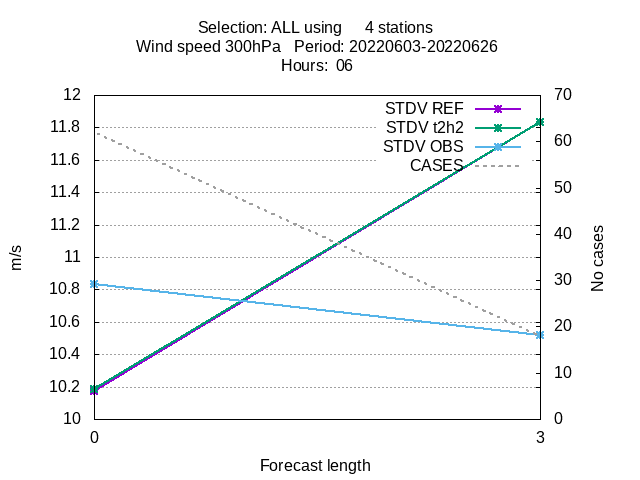 Selection: ALL using     4 stations
Wind speed 300hPa   Period: 20220603-20220626
Hours:  06
STDV REF
STDV t2h2
STDV OBS
CASES
12
11.8
11.6
11.4
11.2
11
10.8
10.6
10.4
10.2
10
70
60
50
40
30
20
10
0
m/s
No cases
0
3
Forecast length